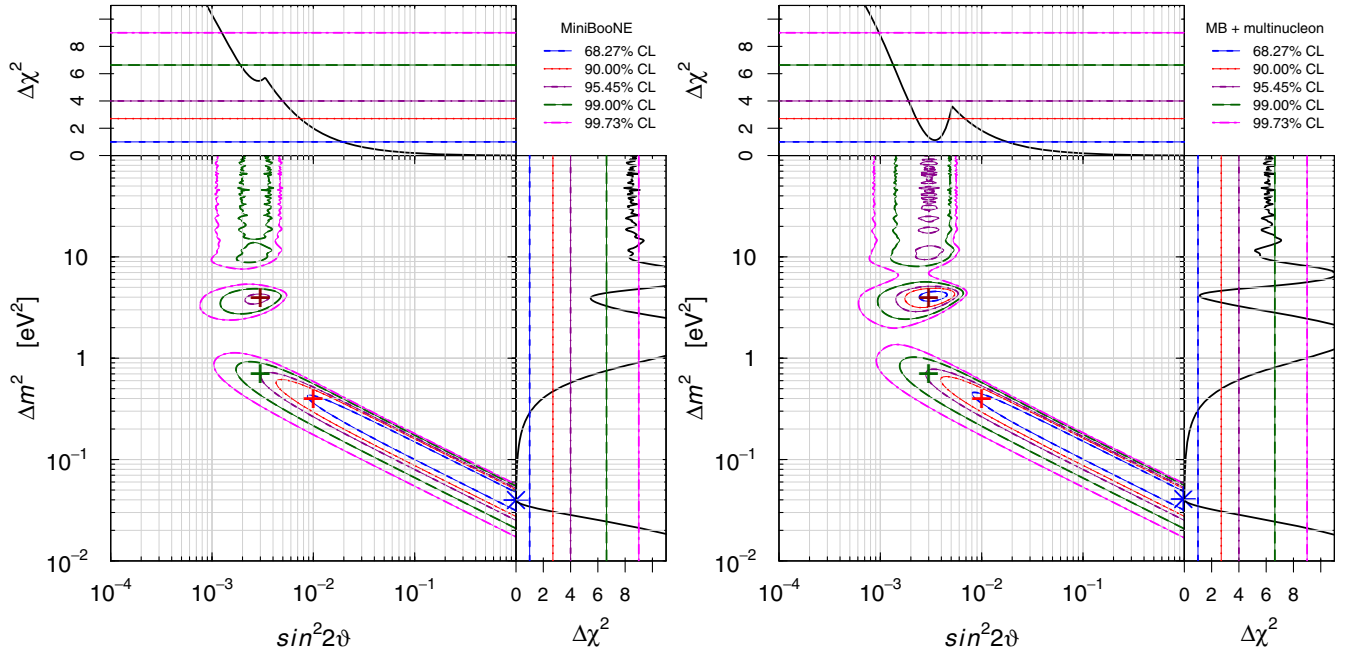 MiniBooNE
68.27% CL
90.00% CL
95.45% CL
99.00% CL
99.73% CL
Δχ²
8
6
4
2
0
Δm² [eV²]
10
1
10⁻¹
10⁻²
10⁻⁴ 10⁻³ 10⁻² 10⁻¹
0 2 4 6 8
sin²2ϑ
Δχ²
MB + multinucleon
68.27% CL
90.00% CL
95.45% CL
99.00% CL
99.73% CL
Δχ²
8
6
4
2
0
Δm² [eV²]
10
1
10⁻¹
10⁻²
10⁻⁴ 10⁻³ 10⁻² 10⁻¹
0 2 4 6 8
sin²2ϑ
Δχ²